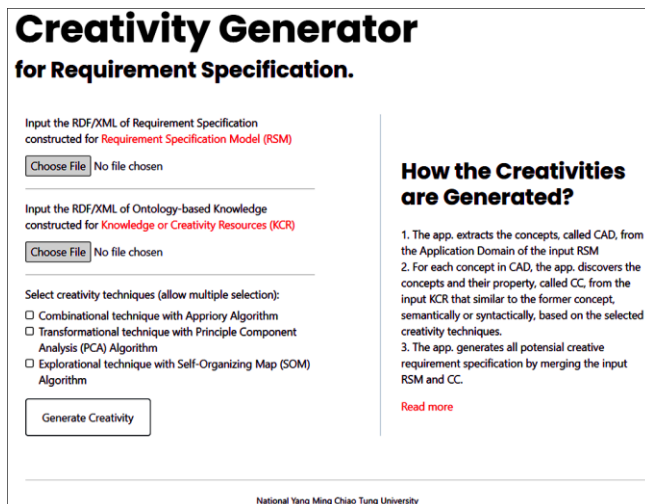 Creativity Generator
for Requirement Specification.
Input the RDF/XML of Requirement Specification
constructed for Requirement Specification Model (RSM)
Choose File No file chosen
Input the RDF/XML of Ontology-based Knowledge
constructed for Knowledge or Creativity Resources (KCR)
Choose File No file chosen
Select creativity techniques (allow multiple selection):
Combinational technique with Appriory Algorithm
Transformational technique with Principle Component
Analysis (PCA) Algorithm
Explorational technique with Self-Organizing Map (SOM)
Algorithm
Generate Creativity
How the Creativities
are Generated?
1. The app. extracts the concepts, called CAD, from
the Application Domain of the input RSM
2. For each concept in CAD, the app. discovers the
concepts and their property, called CC, from the
input KCR that similar to the former concept,
semantically or syntactically, based on the selected
creativity techniques.
3. The app. generates all potensial creative
requirement specification by merging the input
RSM and CC.
Read more
National Yang Ming Chiao Tung University